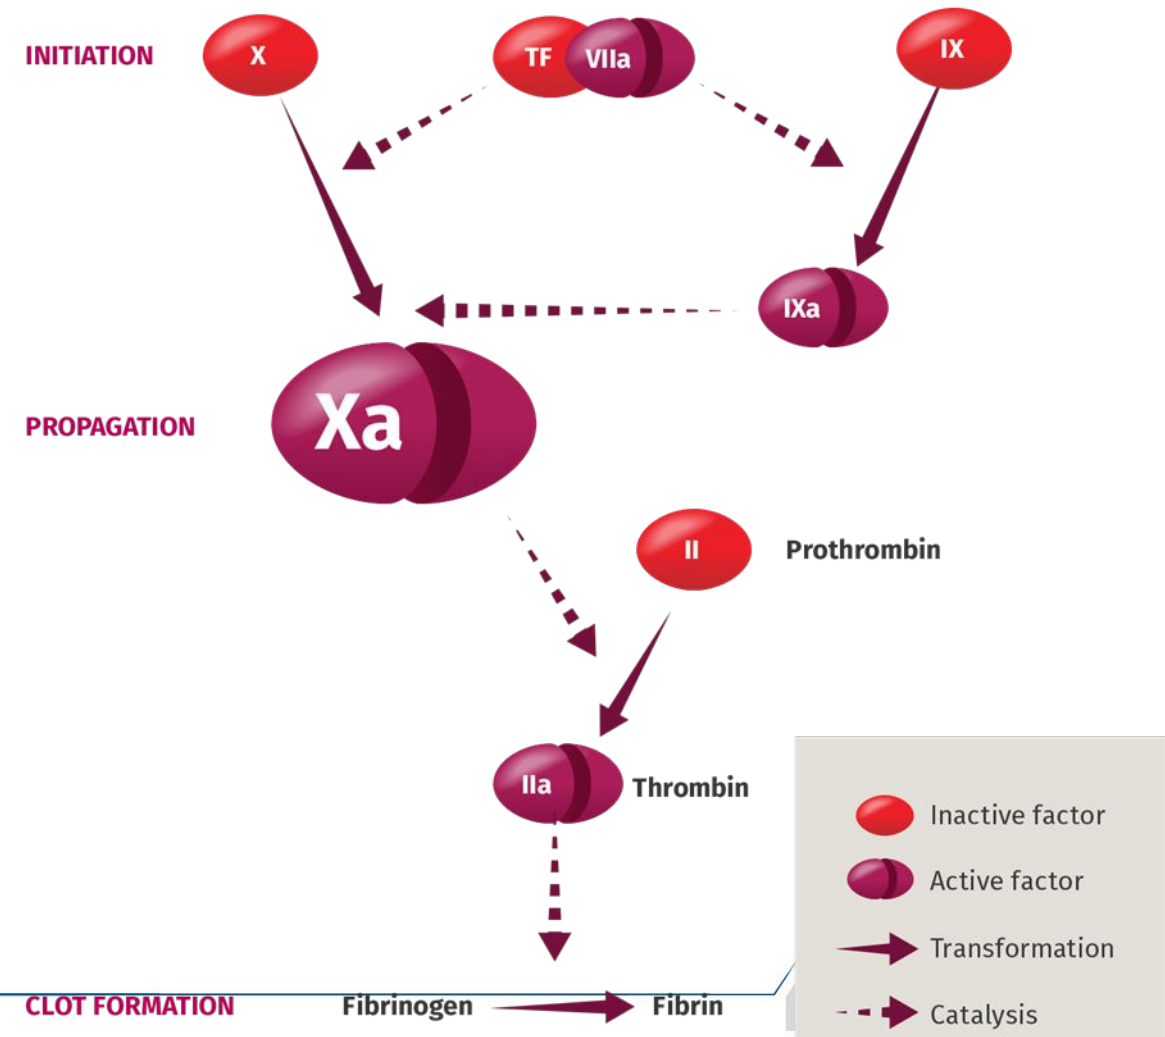 INITIATION
X
TF
VIIa
IX
IXa
PROPAGATION
Xa
II
Prothrombin
IIa
Thrombin
Inactive factor
Active factor
Transformation
Catalysis
CLOT FORMATION
Fibrinogen
Fibrin